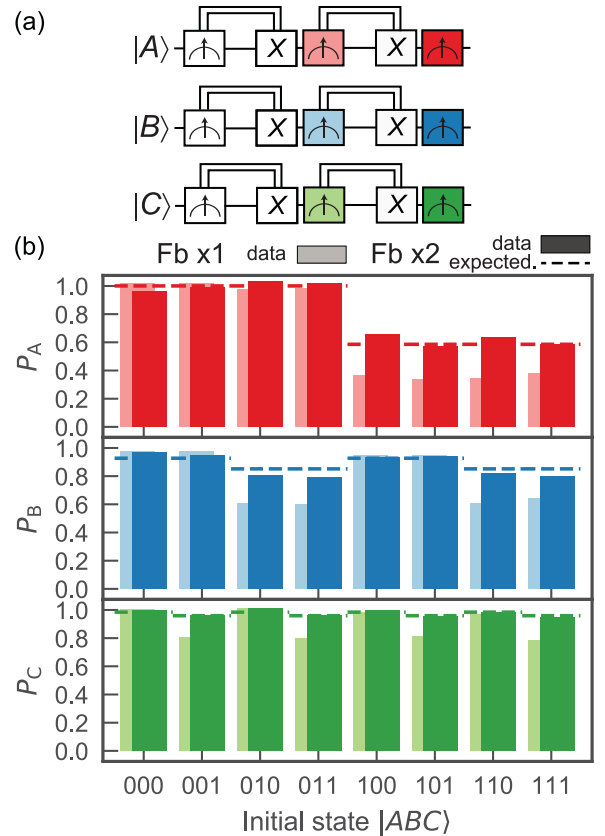 (a)
|A⟩ X X
|B⟩ X X
|C⟩ X X
(b) Fb x1 data Fb x2 data
expected.
P_A
1.0
0.8
0.6
0.4
0.2
0.0
P_B
1.0
0.8
0.6
0.4
0.2
0.0
P_C
1.0
0.8
0.6
0.4
0.2
0.0
000 001 010 011 100 101 110 111
Initial state |ABC⟩